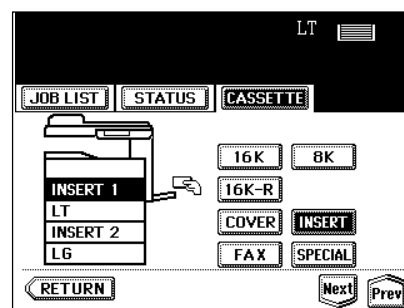 LT
JOB LIST STATUS CASSETTE
16K 8K
INSERT 1 16K-R
LT
COVER INSERT
INSERT 2
LG FAX SPECIAL
RETURN Next Prev